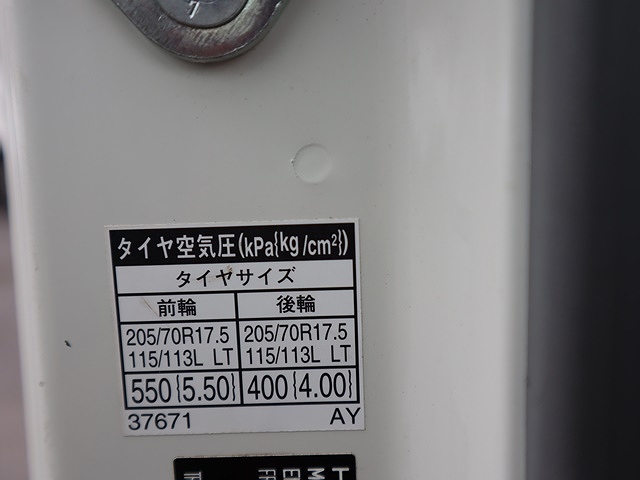 7
タイヤ空気圧(kPa{kg/cm²})
タイヤサイズ
前輪 後輪
205/70R17.5 205/70R17.5
115/113L LT 115/113L LT
550{5.50} 400{4.00}
37671 AY